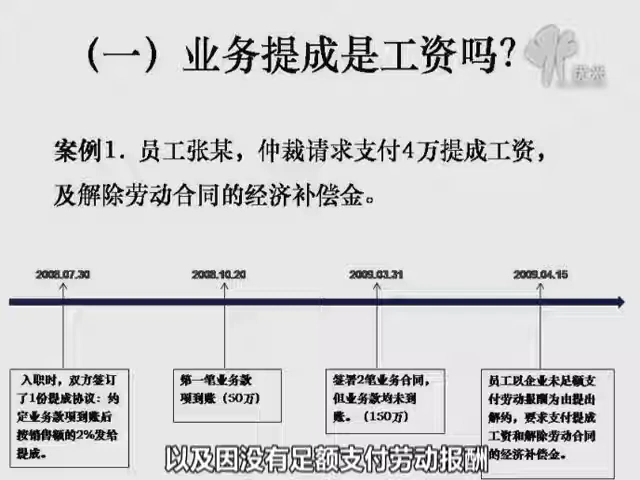 （一）业务提成是工资吗？
案例1. 员工张某，仲裁请求支付4万提成工资，
及解除劳动合同的经济补偿金。
2008.07.30
2008.10.20
2009.03.31
2009.04.15
入职时，双方签订
了1份提成协议：约
定业务款项到账后
按销售额的2%发给
提成。
第一笔业务款
项到账（50万）
签署2笔业务合同，
但业务款均未到
账。（150万）
员工以企业未足额支
付劳动报酬为由提出
解约，要求支付提成
工资和解除劳动合同
的经济补偿金。
以及因没有足额支付劳动报酬